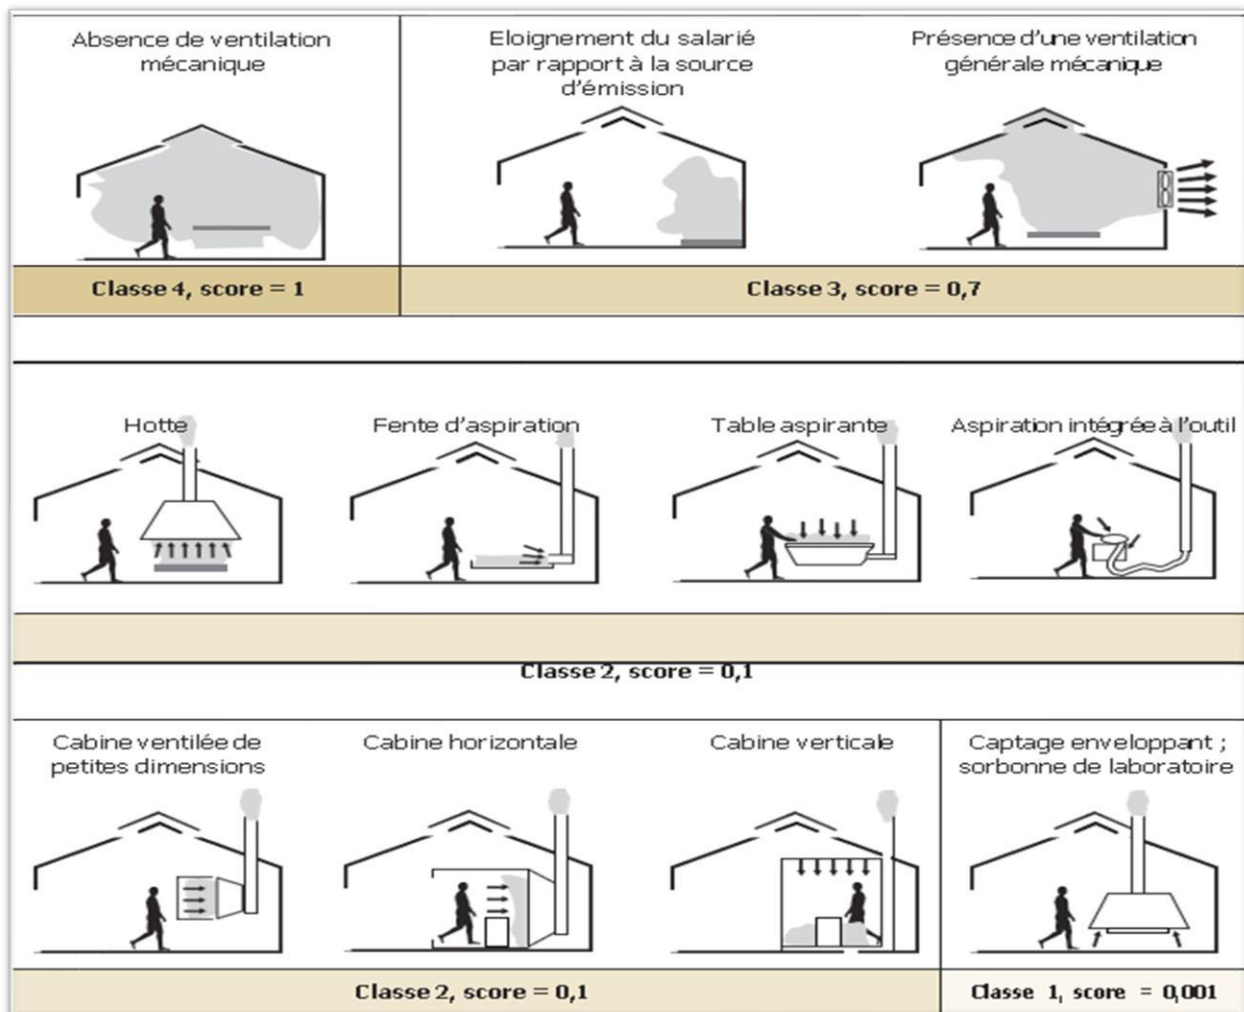 Absence de ventilation
mécanique
Eloignement du salarié
par rapport à la source
d'émission
Présence d'une ventilation
générale mécanique
Classe 4, score = 1
Classe 3, score = 0,7
Hotte
Fente d'aspiration
Table aspirante
Aspiration intégrée à l'outil
Classe 2, score = 0,1
Cabine ventilée de
petites dimensions
Cabine horizontale
Cabine verticale
Captage enveloppant ;
sorbonne de laboratoire
Classe 2, score = 0,1
Classe 1, score = 0,001